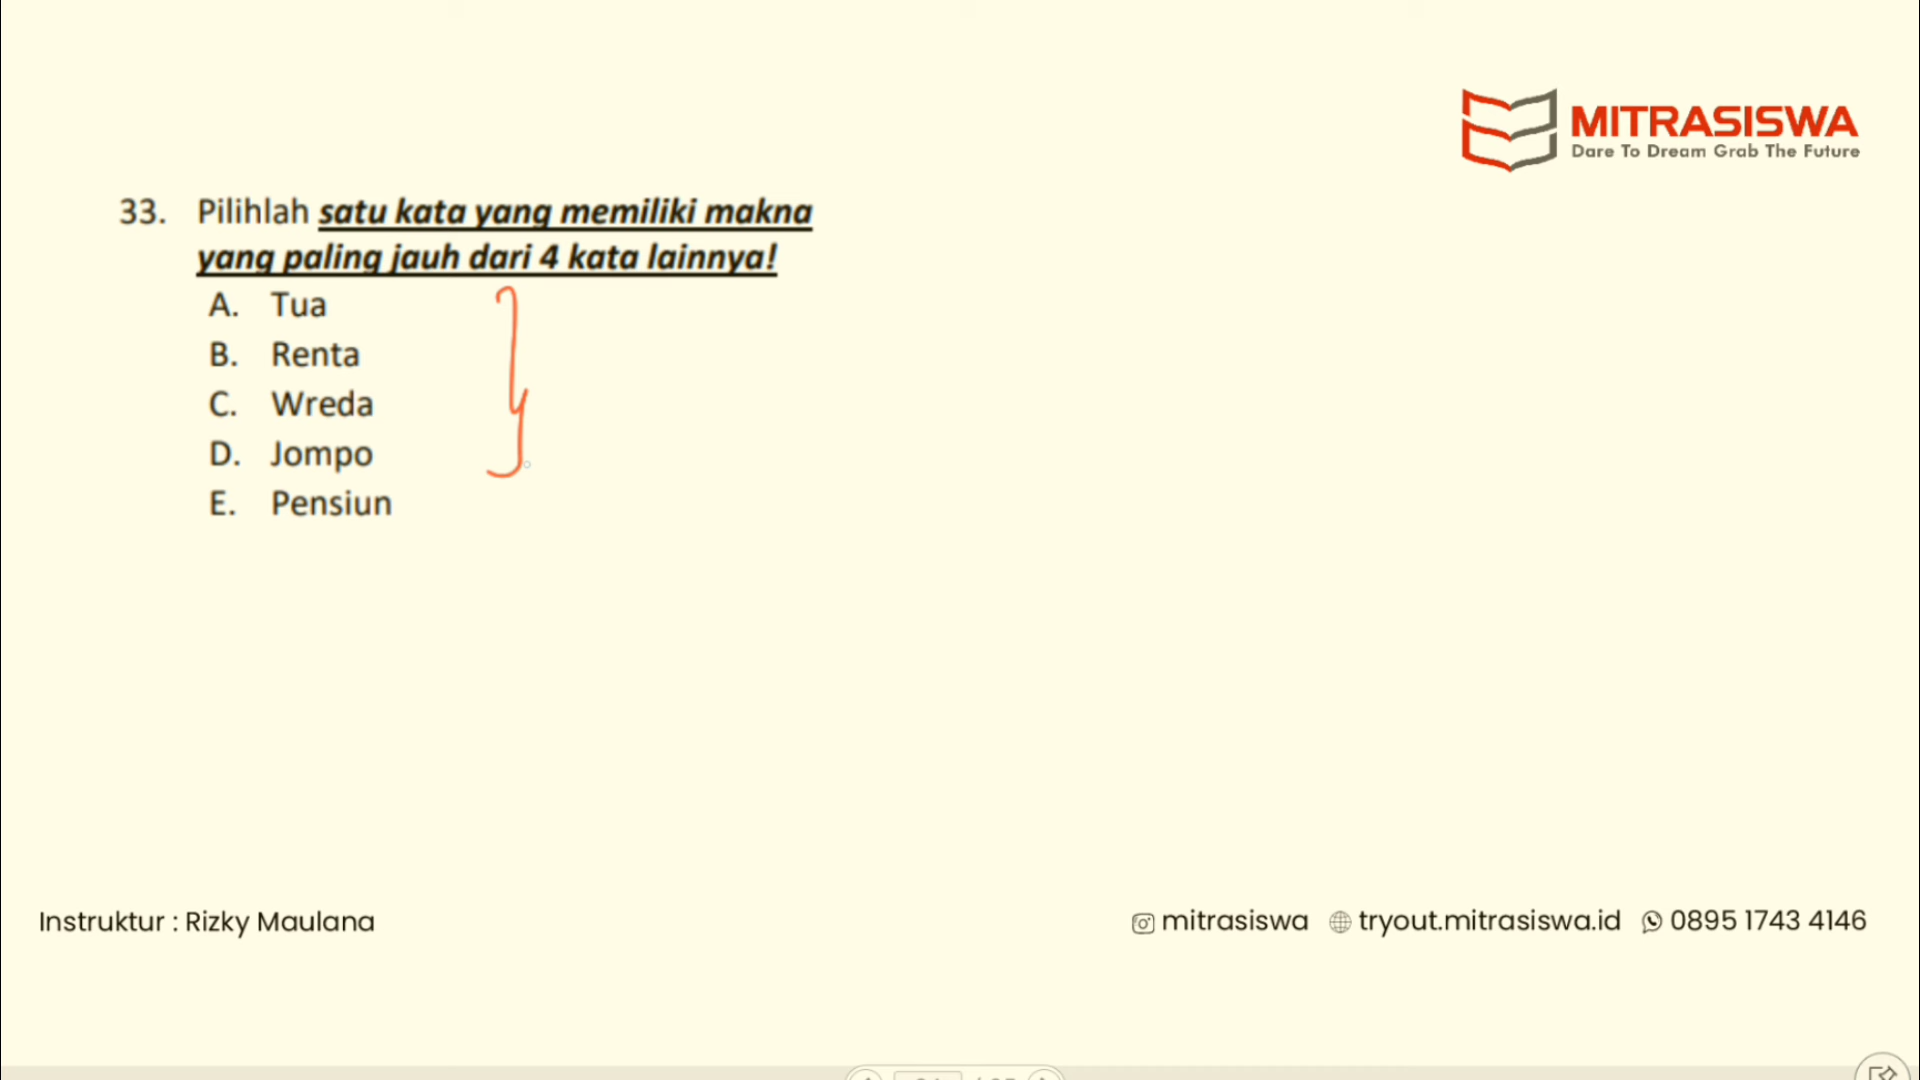 MITRASISWA
Dare To Dream Grab The Future
33. Pilihlah satu kata yang memiliki makna
yang paling jauh dari 4 kata lainnya!
A. Tua
B. Renta
C. Wreda
D. Jompo
E. Pensiun
Instruktur : Rizky Maulana
mitrasiswa tryout.mitrasiswa.id 0895 1743 4146